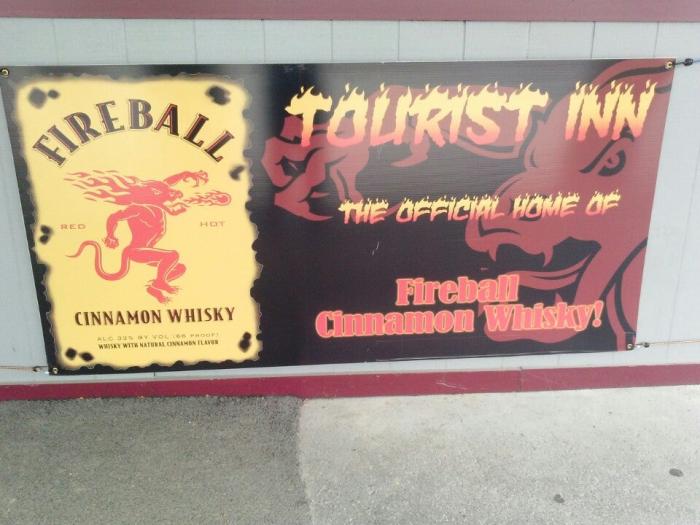 FIREBALL
RED HOT
CINNAMON WHISKY
ALC 33% BY VOL (66 PROOF)
WHISKY WITH NATURAL CINNAMON FLAVOR
TOURIST INN
THE OFFICIAL HOME OF
Fireball
Cinnamon Whisky!